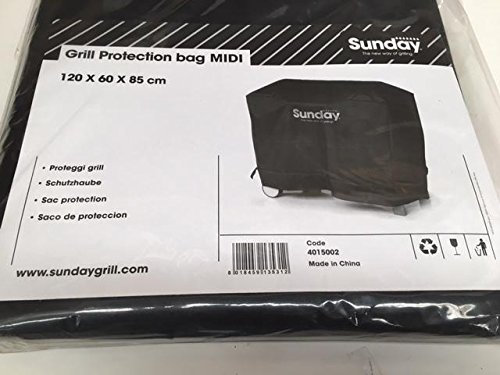 Grill Protection bag MIDI
Sunday
The new way of grilling
120 X 60 X 85 cm
Sunday
• Proteggi grill
• Schutzhaube
• Sac protection
• Saco de proteccion
Code
4015002
Made in China
www.sundaygrill.com